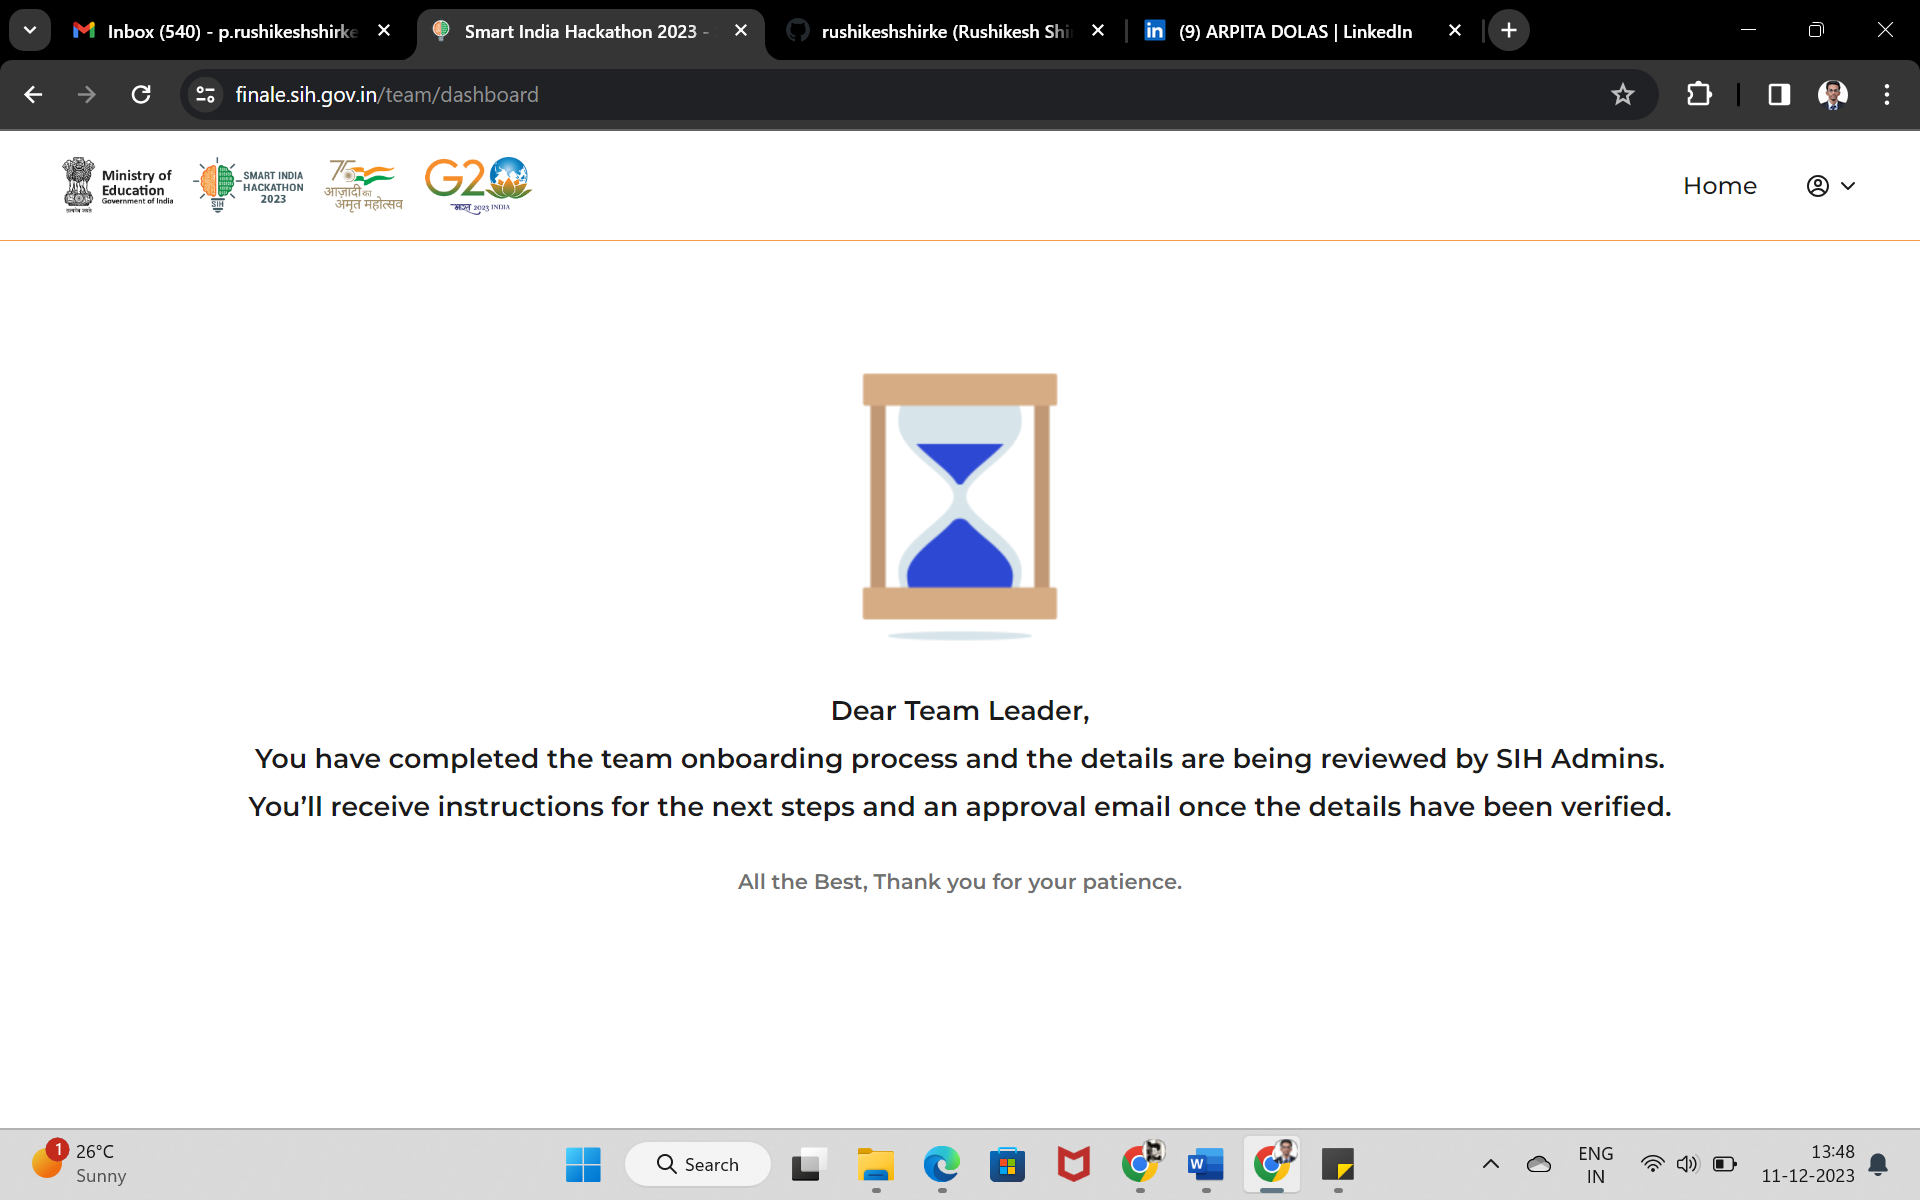 Inbox (540) - p.rushikeshshirke
Smart India Hackathon 2023 -
rushikeshshirke (Rushikesh Shi
(9) ARPITA DOLAS | LinkedIn
finale.sih.gov.in/team/dashboard
Ministry of
Education
Government of India
सत्यमेव जयते
SMART INDIA
HACKATHON
2023
SIH
75
आज़ादी का
अमृत महोत्सव
G20
भारत 2023 INDIA
Home
Dear Team Leader,
You have completed the team onboarding process and the details are being reviewed by SIH Admins.
You’ll receive instructions for the next steps and an approval email once the details have been verified.
All the Best, Thank you for your patience.
1
26°C
Sunny
Search
ENG
IN
13:48
11-12-2023